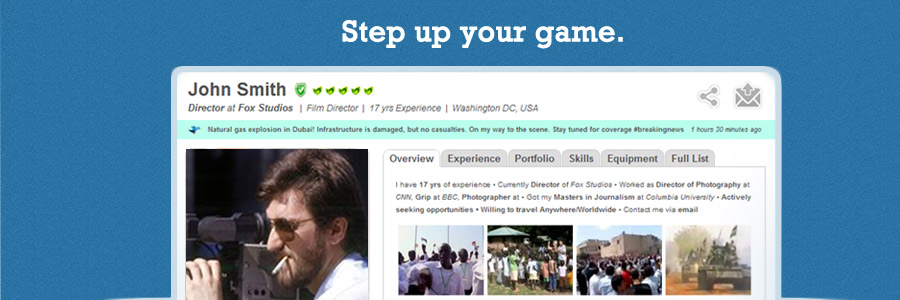 Step up your game.
John Smith
Director at Fox Studios | Film Director | 17 yrs Experience | Washington DC, USA
Natural gas explosion in Dubai! Infrastructure is damaged, but no casualties. On my way to the scene. Stay tuned for coverage #breakingnews 1 hours 30 minutes ago
Overview Experience Portfolio Skills Equipment Full List
I have 17 yrs of experience • Currently Director of Fox Studios • Worked as Director of Photography at
CNN, Grip at BBC, Photographer at • Got my Masters in Journalism at Columbia University • Actively
seeking opportunities • Willing to travel Anywhere/Worldwide • Contact me via email